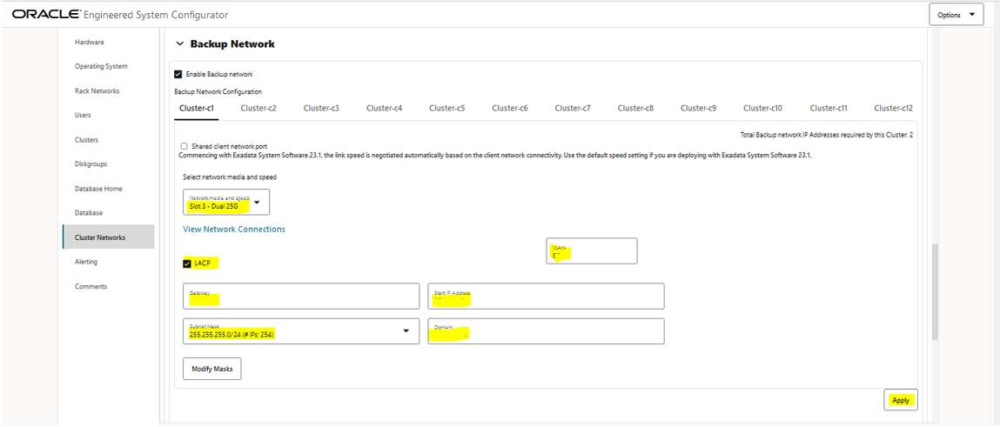 ORACLE® Engineered System Configurator
Options
Hardware
Operating System
Rack Networks
Users
Clusters
Diskgroups
Database Home
Database
Cluster Networks
Alerting
Comments
Backup Network
Enable Backup network
Backup Network Configuration
Cluster-c1 Cluster-c2 Cluster-c3 Cluster-c4 Cluster-c5 Cluster-c6 Cluster-c7 Cluster-c8 Cluster-c9 Cluster-c10 Cluster-c11 Cluster-c12
Total Backup network IP Addresses required by this Cluster: 2
Shared client network port
Commencing with Exadata System Software 23.1, the link speed is negotiated automatically based on the client network connectivity. Use the default speed setting if you are deploying with Exadata System Software 23.1.
Select network media and speed
Network media and speed
Slot 3 - Dual 25G
View Network Connections
VLAN
LACP
Gateway
Start IP Address
Subnet Mask
255.255.255.0/24 (# IPs: 254)
Domain
Modify Masks
Apply